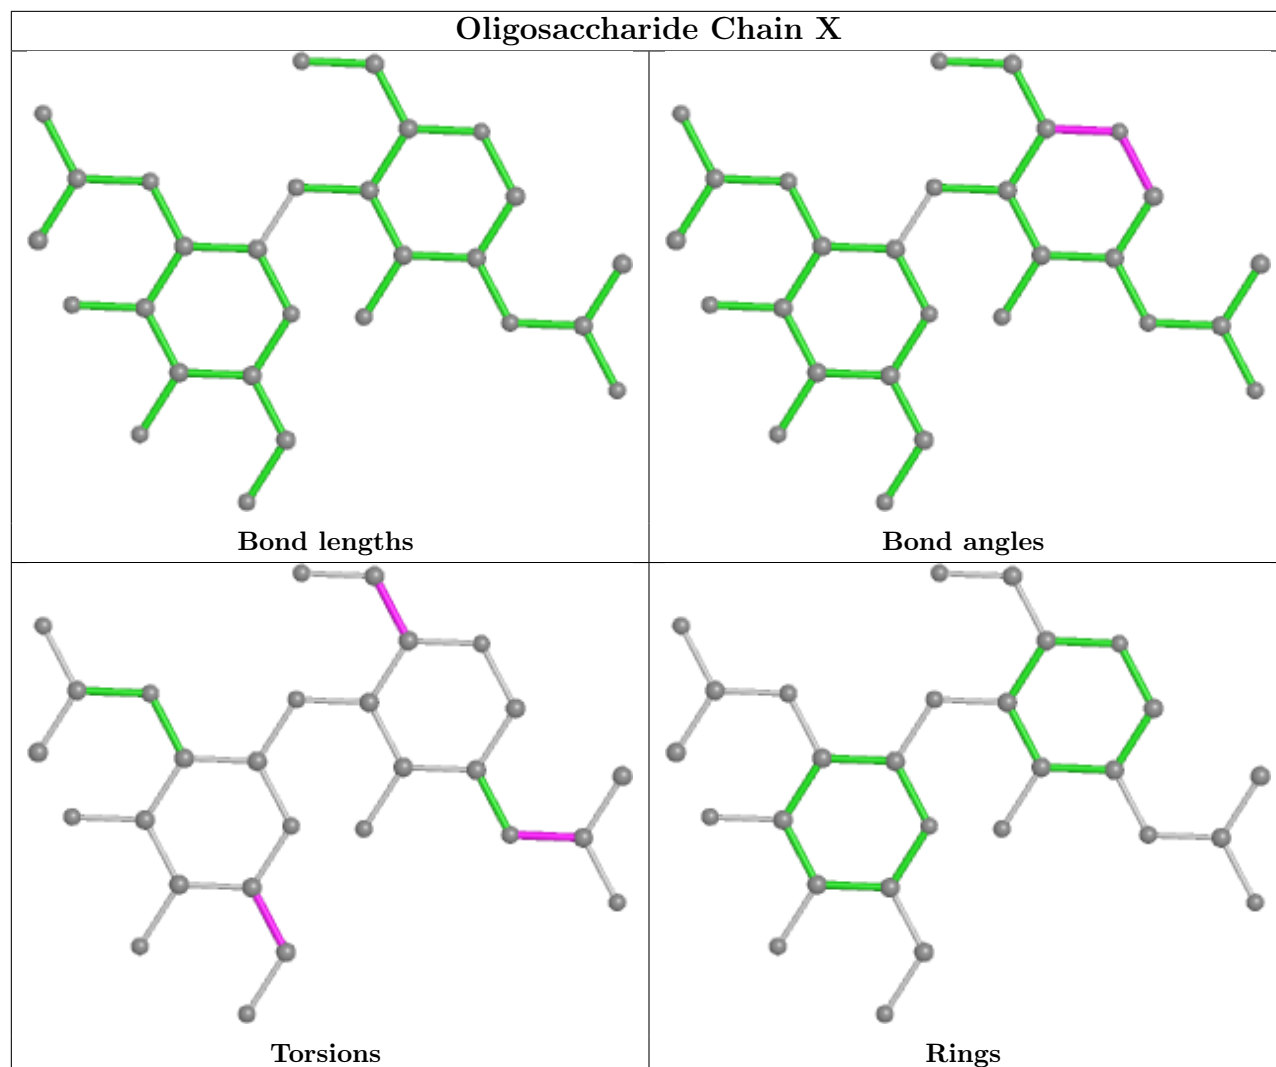 Oligosaccharide Chain X
Bond lengths
Bond angles
Torsions
Rings